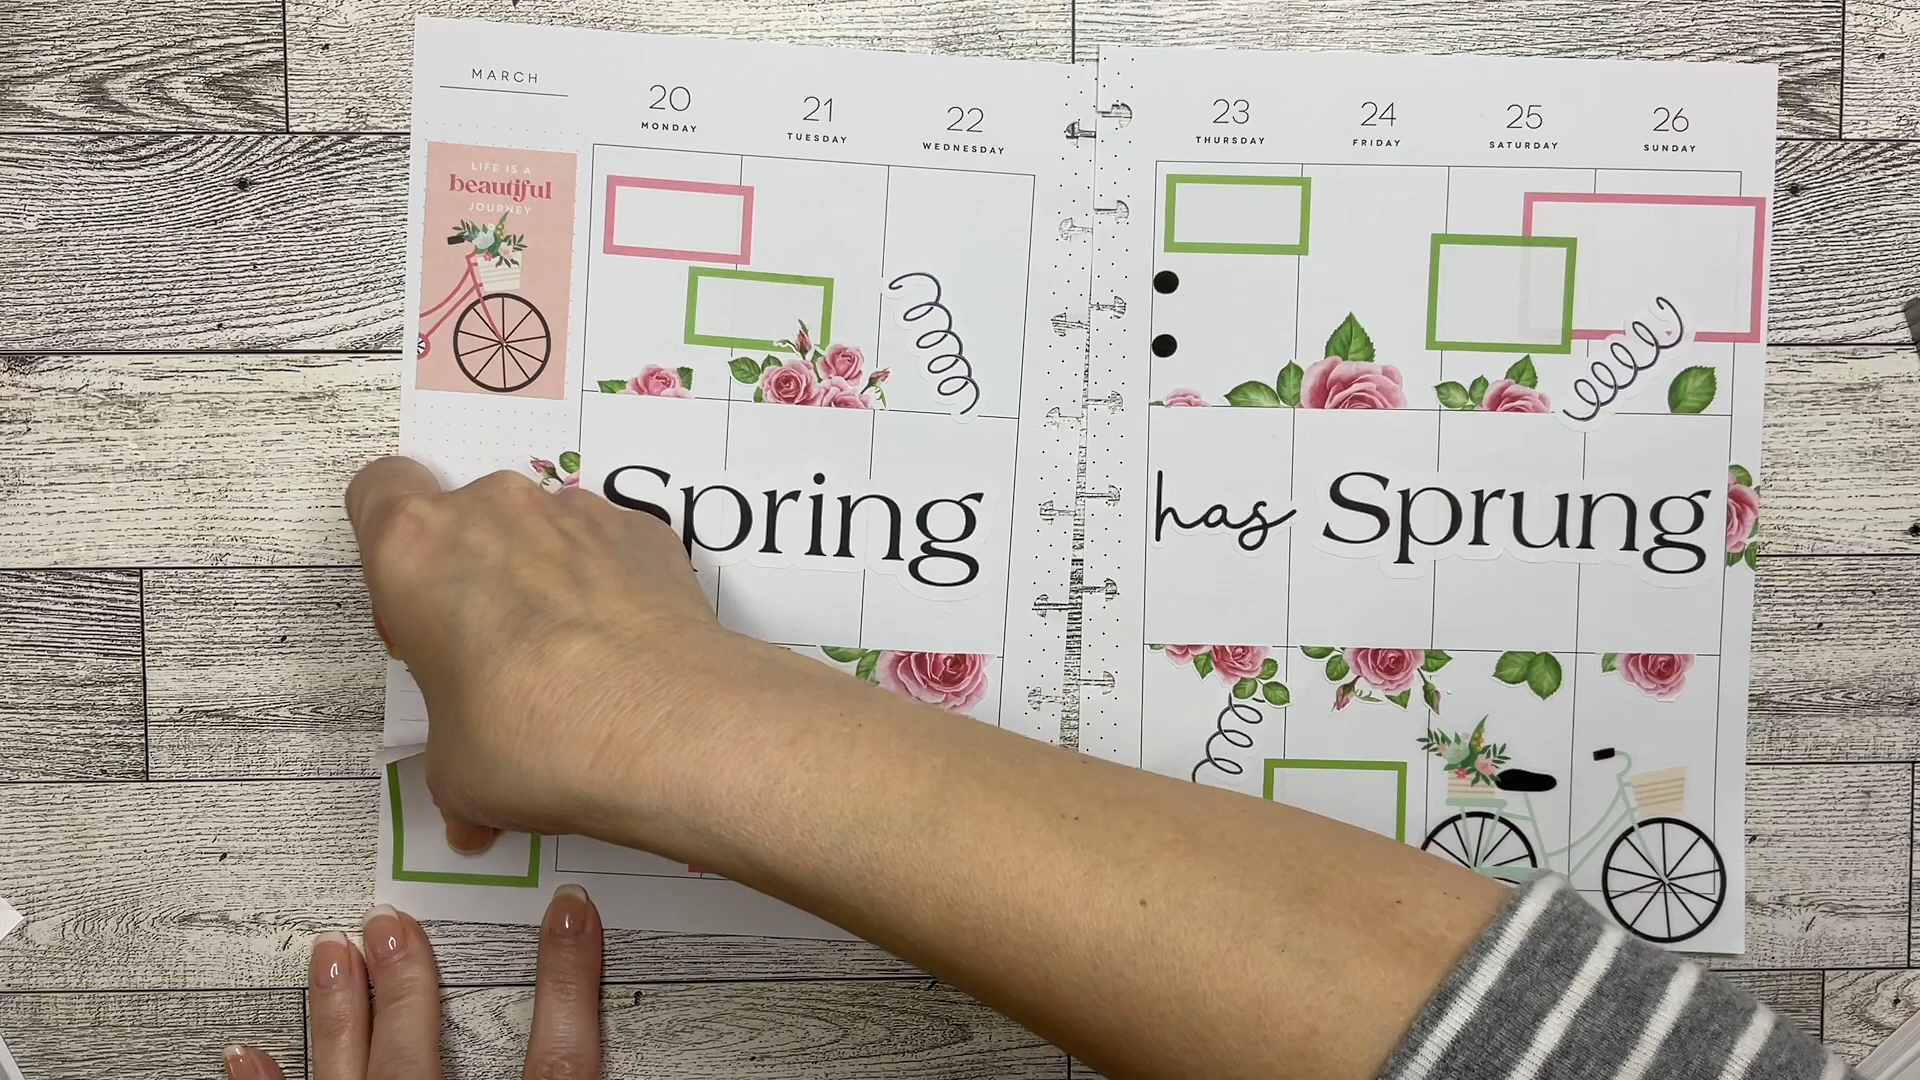 MARCH
20
MONDAY
21
TUESDAY
22
WEDNESDAY
23
THURSDAY
24
FRIDAY
25
SATURDAY
26
SUNDAY
LIFE IS A
beautiful
JOURNEY
Spring
has Sprung